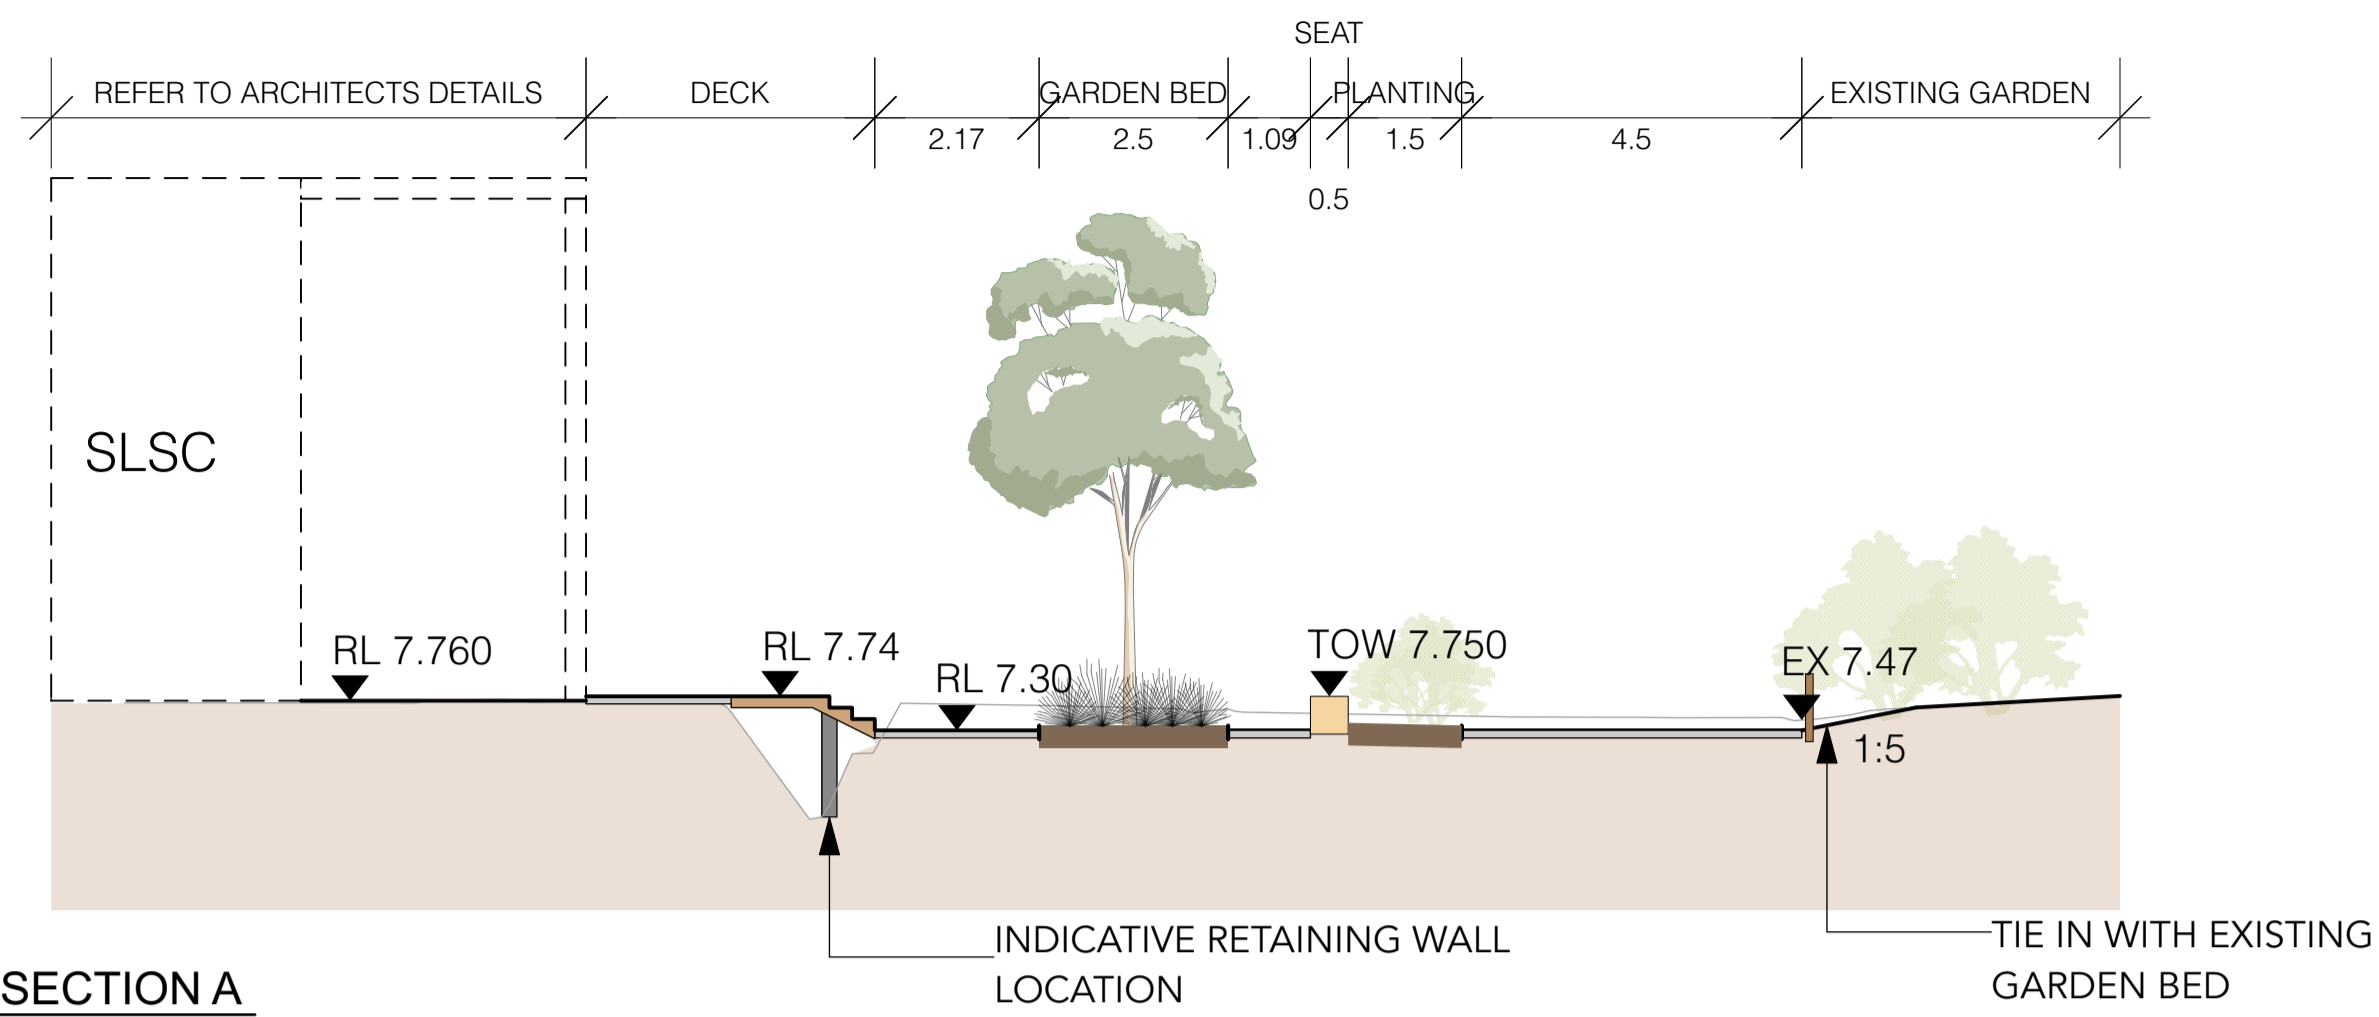 SEAT
REFER TO ARCHITECTS DETAILS
DECK
GARDEN BED
PLANTING
EXISTING GARDEN
2.17
2.5
1.09
1.5
4.5
0.5
SLSC
RL 7.760
RL 7.74
RL 7.30
TOW 7.750
EX 7.47
1:5
INDICATIVE RETAINING WALL
LOCATION
TIE IN WITH EXISTING
GARDEN BED
SECTION A